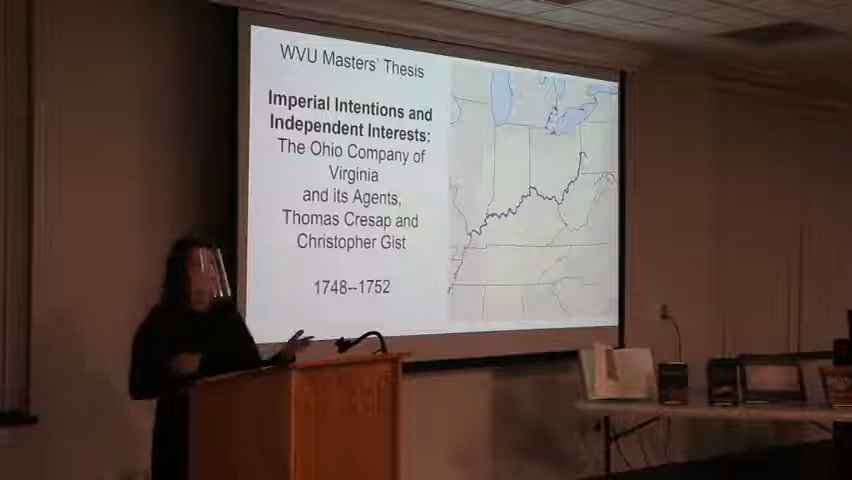 WVU Masters' Thesis
Imperial Intentions and
Independent Interests:
The Ohio Company of
Virginia
and its Agents,
Thomas Cresap and
Christopher Gist
1748--1752